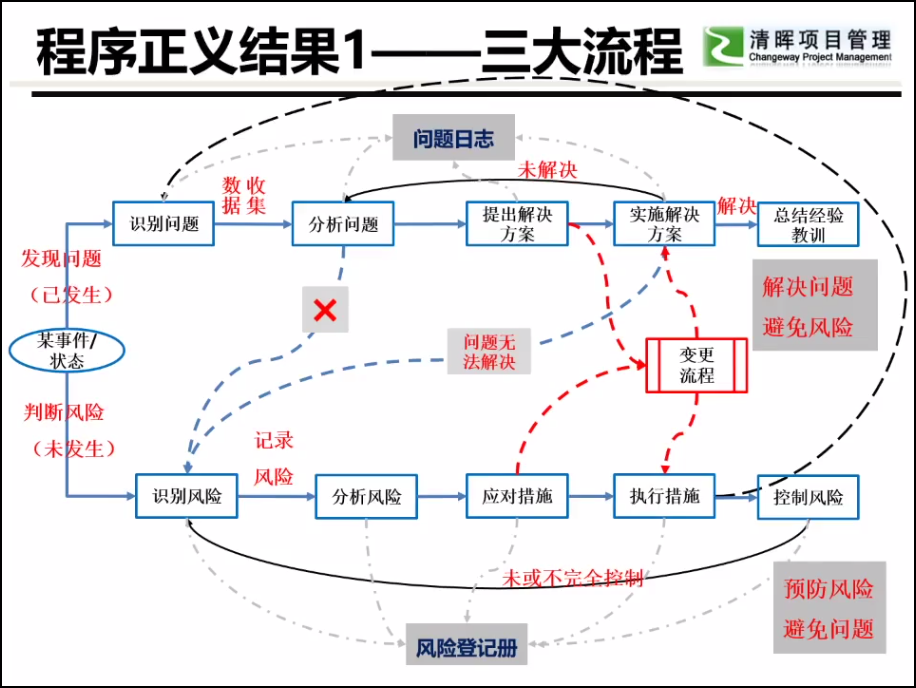 程序正义结果1——三大流程
清晖项目管理
Changeway Project Management
问题日志
未解决
数 收
据 集
解决
识别问题
分析问题
提出解决
方案
实施解决
方案
总结经验
教训
发现问题
（已发生）
解决问题
避免风险
×
某事件/
状态
问题无
法解决
变更
流程
判断风险
（未发生）
记录
风险
识别风险
分析风险
应对措施
执行措施
控制风险
未或不完全控制
预防风险
避免问题
风险登记册